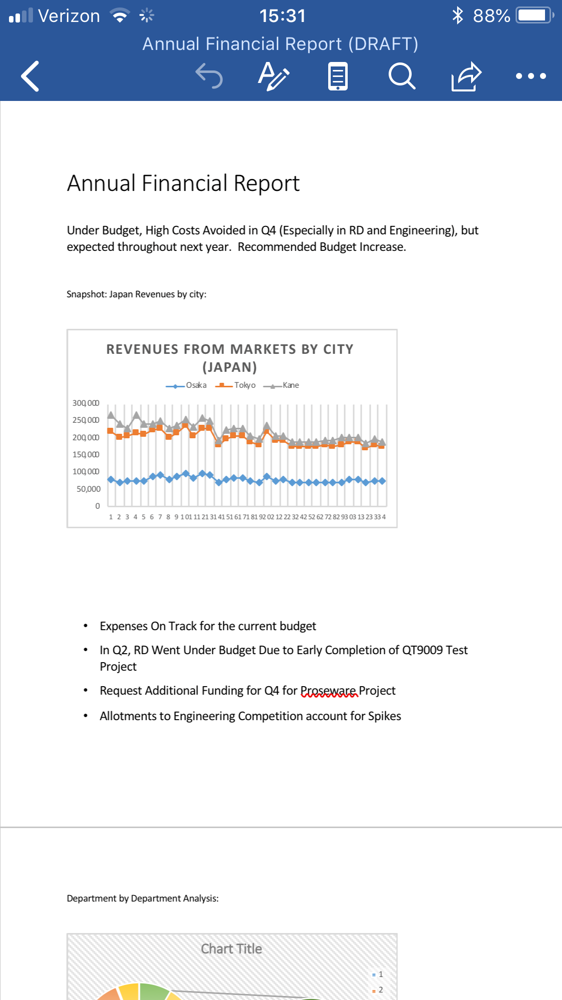 Verizon 15:31 88%
Annual Financial Report (DRAFT)
Annual Financial Report
Under Budget, High Costs Avoided in Q4 (Especially in RD and Engineering), but
expected throughout next year.  Recommended Budget Increase.
Snapshot: Japan Revenues by city:
REVENUES FROM MARKETS BY CITY
(JAPAN)
Osaka Tokyo Kane
300,000
250,000
200,000
150,000
100,000
50,000
0
1 2 3 4 5 6 7 8 9 1 01 11 21 31 41 51 61 71 81 92 02 12 22 32 42 52 62 72 82 93 03 13 23 33 4
• Expenses On Track for the current budget
• In Q2, RD Went Under Budget Due to Early Completion of QT9009 Test
Project
• Request Additional Funding for Q4 for Proseware Project
• Allotments to Engineering Competition account for Spikes
Department by Department Analysis:
Chart Title
1
2